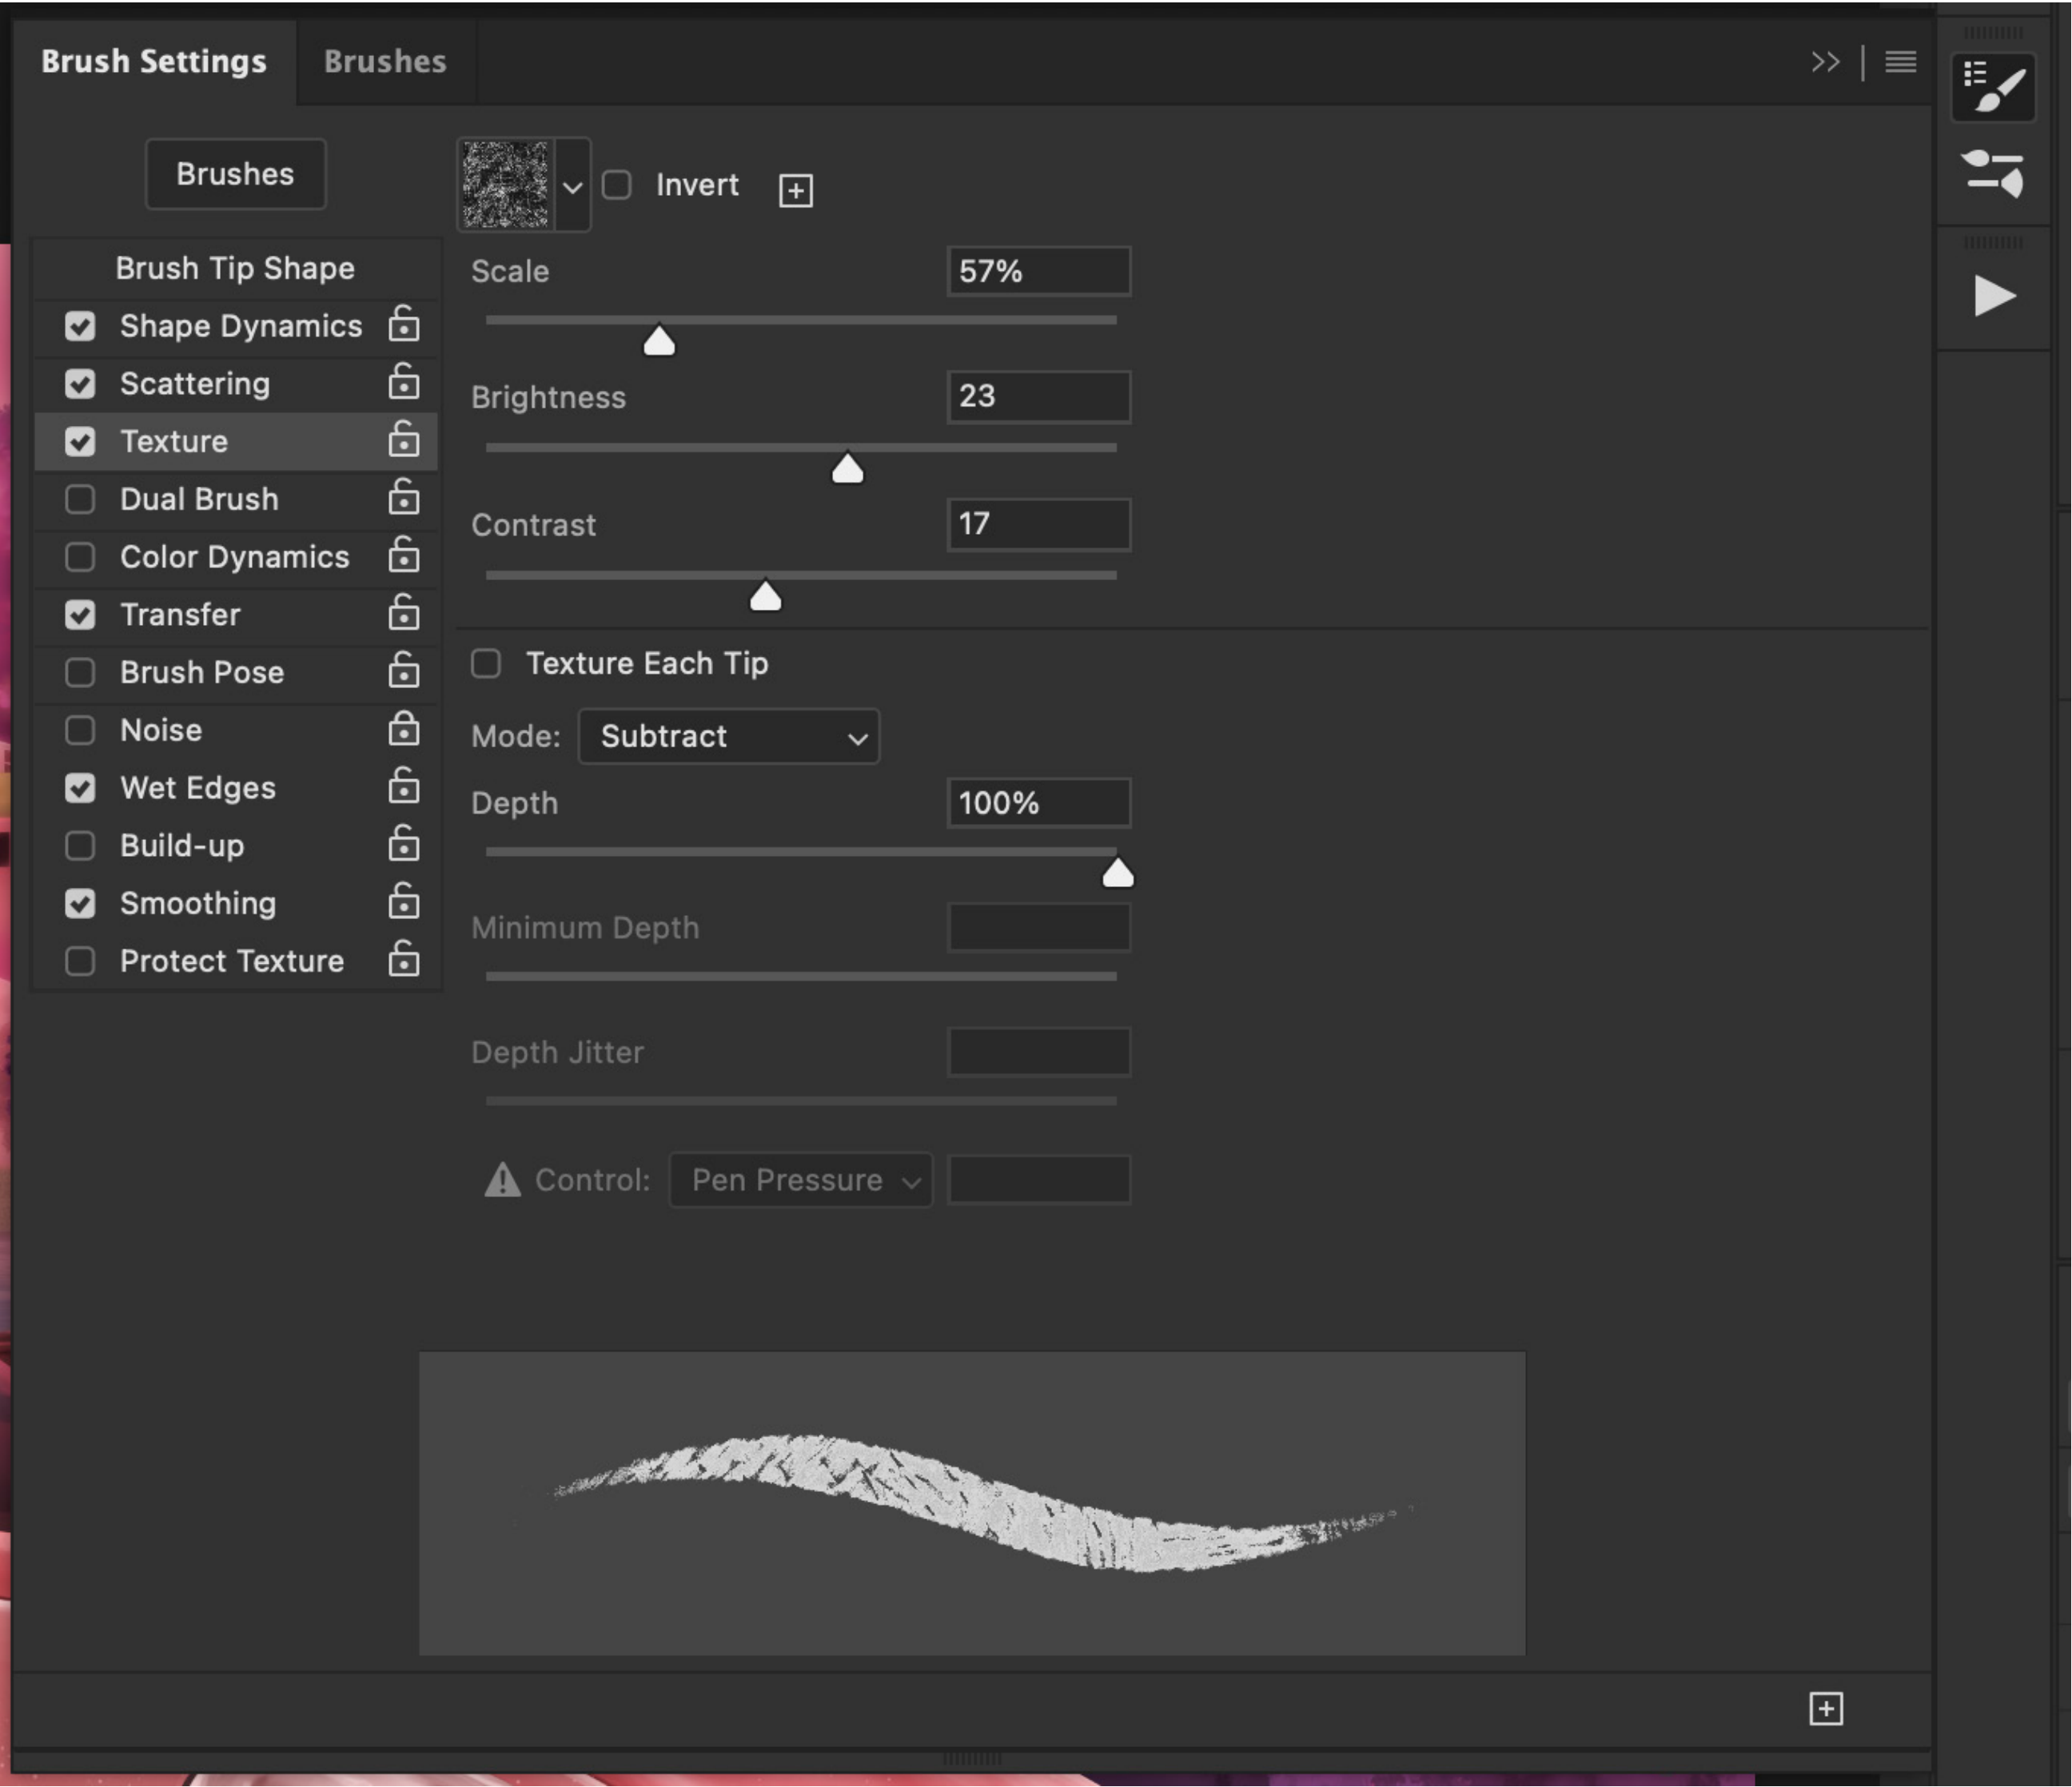 Brush Settings Brushes
Brushes
Invert
Brush Tip Shape
Shape Dynamics
Scattering
Texture
Dual Brush
Color Dynamics
Transfer
Brush Pose
Noise
Wet Edges
Build-up
Smoothing
Protect Texture
Scale 57%
Brightness 23
Contrast 17
Texture Each Tip
Mode: Subtract
Depth 100%
Minimum Depth
Depth Jitter
Control: Pen Pressure